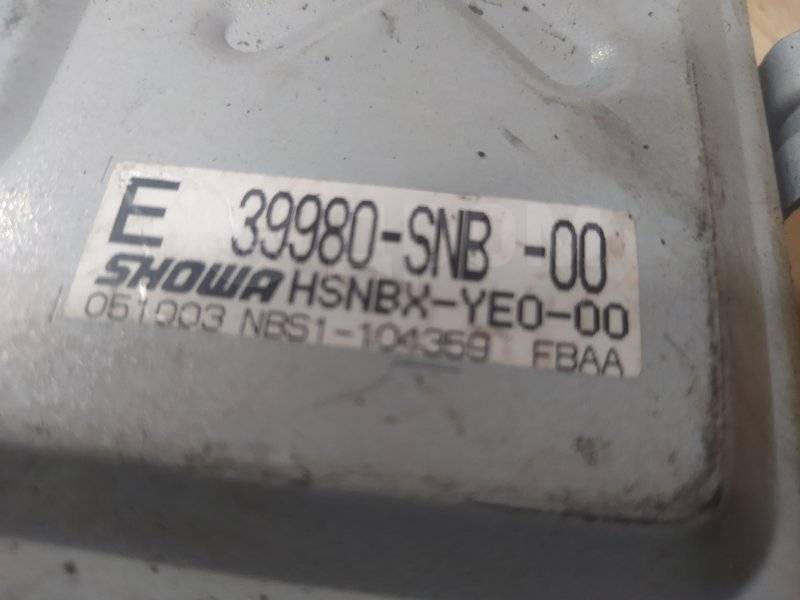 E 39980-SNB -00
SHOWA HSNBX-YE0-00
051003 NBS1-104359 FBAA